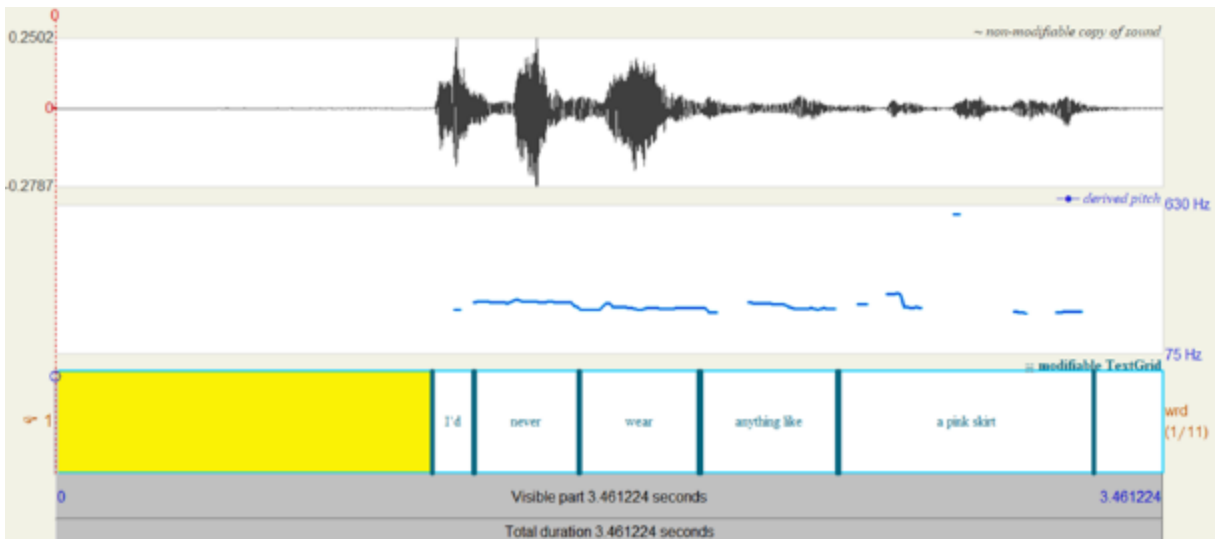 0
0.2502
~ non-modifiable copy of sound
0
-0.2787
derived pitch
630 Hz
75 Hz
modifiable TextGrid
1
I'd never wear anything like a pink skirt
wrd
(1/11)
0 Visible part 3.461224 seconds 3.461224
Total duration 3.461224 seconds